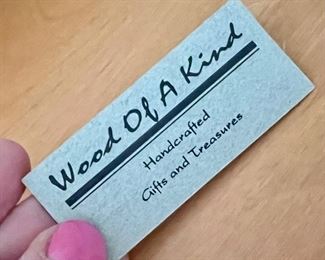 Wood Of A Kind
Handcrafted
Gifts and Treasures